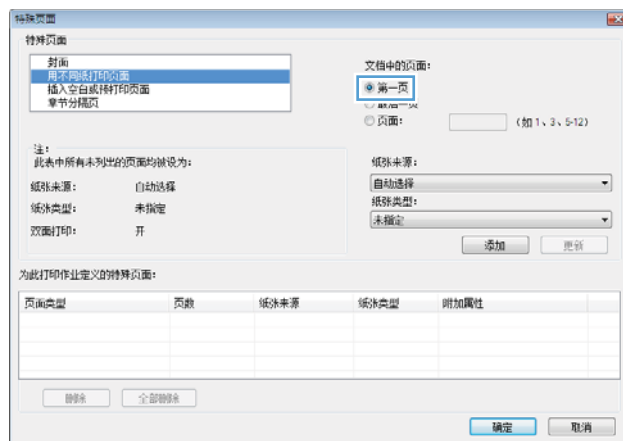 特殊页面
特殊页面
封面
用不同纸打印页面
插入空白或预打印页面
章节分隔页
文档中的页面:
第一页
最后一页
页面:
(如 1、3、5-12)
注:
此表中所有未列出的页面均被设为:
纸张来源: 自动选择
纸张类型: 未指定
双面打印: 开
纸张来源:
自动选择
纸张类型:
未指定
添加 更新
为此打印作业定义的特殊页面:
页面类型 页数 纸张来源 纸张类型 附加属性
删除 全部删除
确定 取消